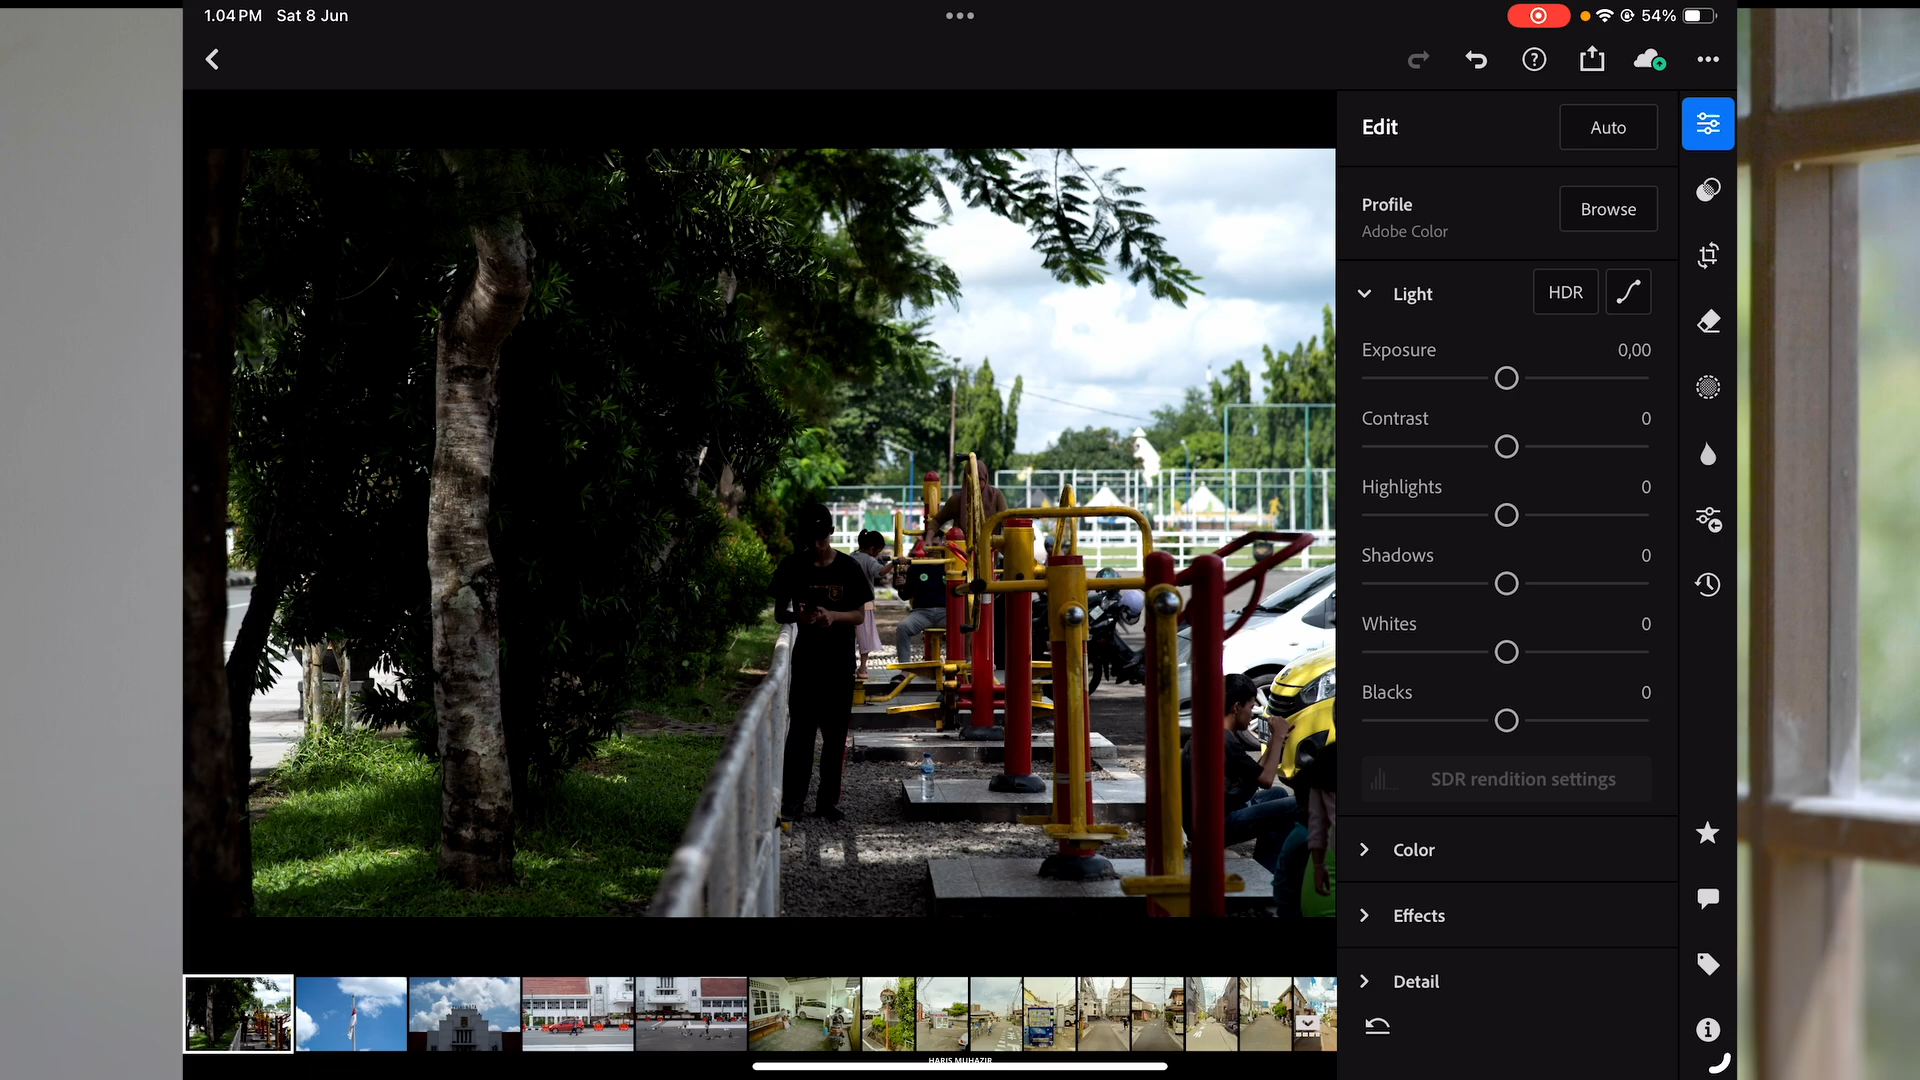 1.04 PM Sat 8 Jun
54%
Edit
Auto
Profile
Adobe Color
Browse
Light
HDR
Exposure 0,00
Contrast 0
Highlights 0
Shadows 0
Whites 0
Blacks 0
SDR rendition settings
Color
Effects
Detail
HARIS MUHAZIR